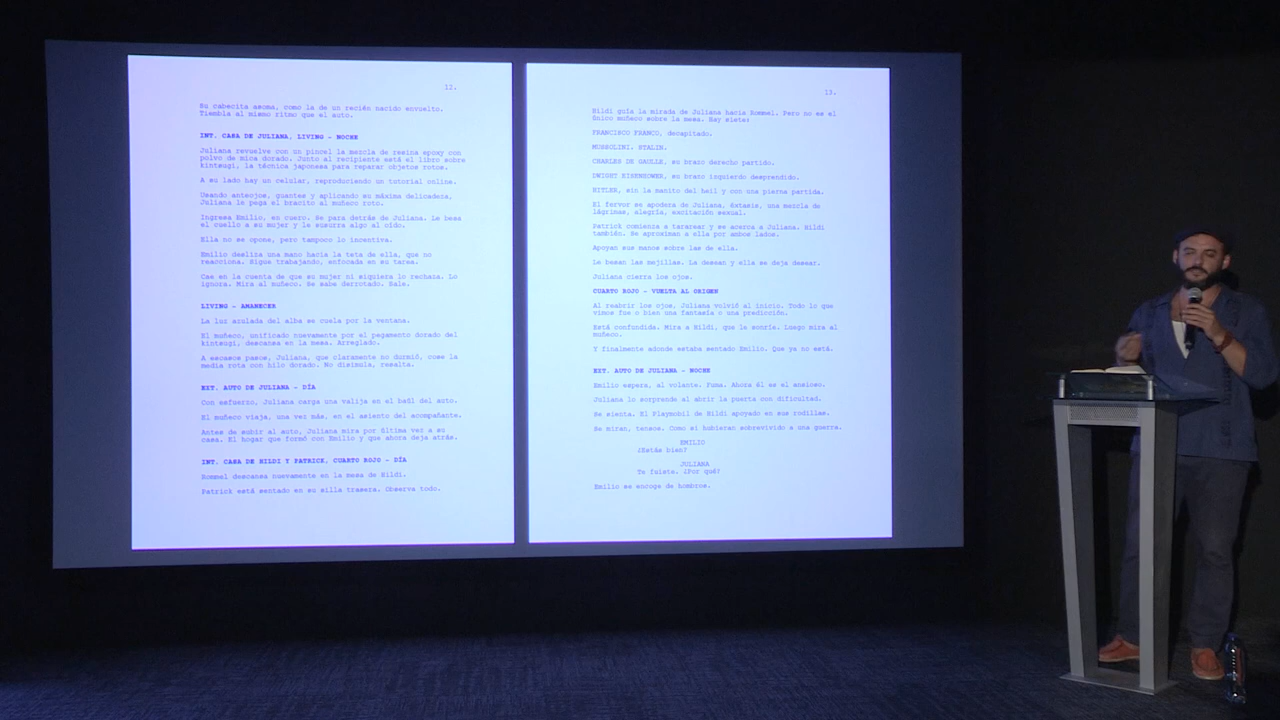 12.
Su cabecita asoma, como la de un recién nacido envuelto.
Tiembla al mismo ritmo que el auto.
INT. CASA DE JULIANA, LIVING - NOCHE
Juliana revuelve con un pincel la mezcla de resina epoxy con
polvo de mica dorado. Junto al recipiente está el libro sobre
kintsugi, la técnica japonesa para reparar objetos rotos.
A su lado hay un celular, reproduciendo un tutorial online.
Usando anteojos, guantes y aplicando su máxima delicadeza,
Juliana le pega el bracito al muñeco roto.
Ingresa Emilio, en cuero. Se para detrás de Juliana. Le besa
el cuello a su mujer y le susurra algo al oído.
Ella no se opone, pero tampoco lo incentiva.
Emilio desliza una mano hacia la teta de ella, que no
reacciona. Sigue trabajando, enfocada en su tarea.
Cae en la cuenta de que su mujer ni siquiera lo rechaza. Lo
ignora. Mira al muñeco. Se sabe derrotado. Sale.
LIVING - AMANECER
La luz azulada del alba se cuela por la ventana.
El muñeco, unificado nuevamente por el pegamento dorado del
kintsugi, descansa en la mesa. Arreglado.
A escasos pasos, Juliana, que claramente no durmió, cose la
media rota con hilo dorado. No disimula, resalta.
EXT. AUTO DE JULIANA - DÍA
Con esfuerzo, Juliana carga una valija en el baúl del auto.
El muñeco viaja, una vez más, en el asiento del acompañante.
Antes de subir al auto, Juliana mira por última vez a su
casa. El hogar que formó con Emilio y que ahora deja atrás.
INT. CASA DE HILDI Y PATRICK, CUARTO ROJO - DÍA
Rommel descansa nuevamente en la mesa de Hildi.
Patrick está sentado en su silla trasera. Observa todo.
13.
Hildi guía la mirada de Juliana hacia Rommel. Pero no es el
único muñeco sobre la mesa. Hay siete:
FRANCISCO FRANCO, decapitado.
MUSSOLINI. STALIN.
CHARLES DE GAULLE, su brazo derecho partido.
DWIGHT EISENHOWER, su brazo izquierdo desprendido.
HITLER, sin la manito del heil y con una pierna partida.
El fervor se apodera de Juliana, éxtasis, una mezcla de
lágrimas, alegría, excitación sexual.
Patrick comienza a tararear y se acerca a Juliana. Hildi
también. Se aproximan a ella por ambos lados.
Apoyan sus manos sobre las de ella.
Le besan las mejillas. La desean y ella se deja desear.
Juliana cierra los ojos.
CUARTO ROJO - VUELTA AL ORIGEN
Al reabrir los ojos, Juliana volvió al inicio. Todo lo que
vimos fue o bien una fantasía o una predicción.
Está confundida. Mira a Hildi, que le sonríe. Luego mira al
muñeco.
Y finalmente adonde estaba sentado Emilio. Que ya no está.
EXT. AUTO DE JULIANA - NOCHE
Emilio espera, al volante. Fuma. Ahora él es el ansioso.
Juliana lo sorprende al abrir la puerta con dificultad.
Se sienta. El Playmobil de Hildi apoyado en sus rodillas.
Se miran, tensos. Como si hubieran sobrevivido a una guerra.
EMILIO
¿Estás bien?
JULIANA
Te fuiste. ¿Por qué?
Emilio se encoge de hombros.